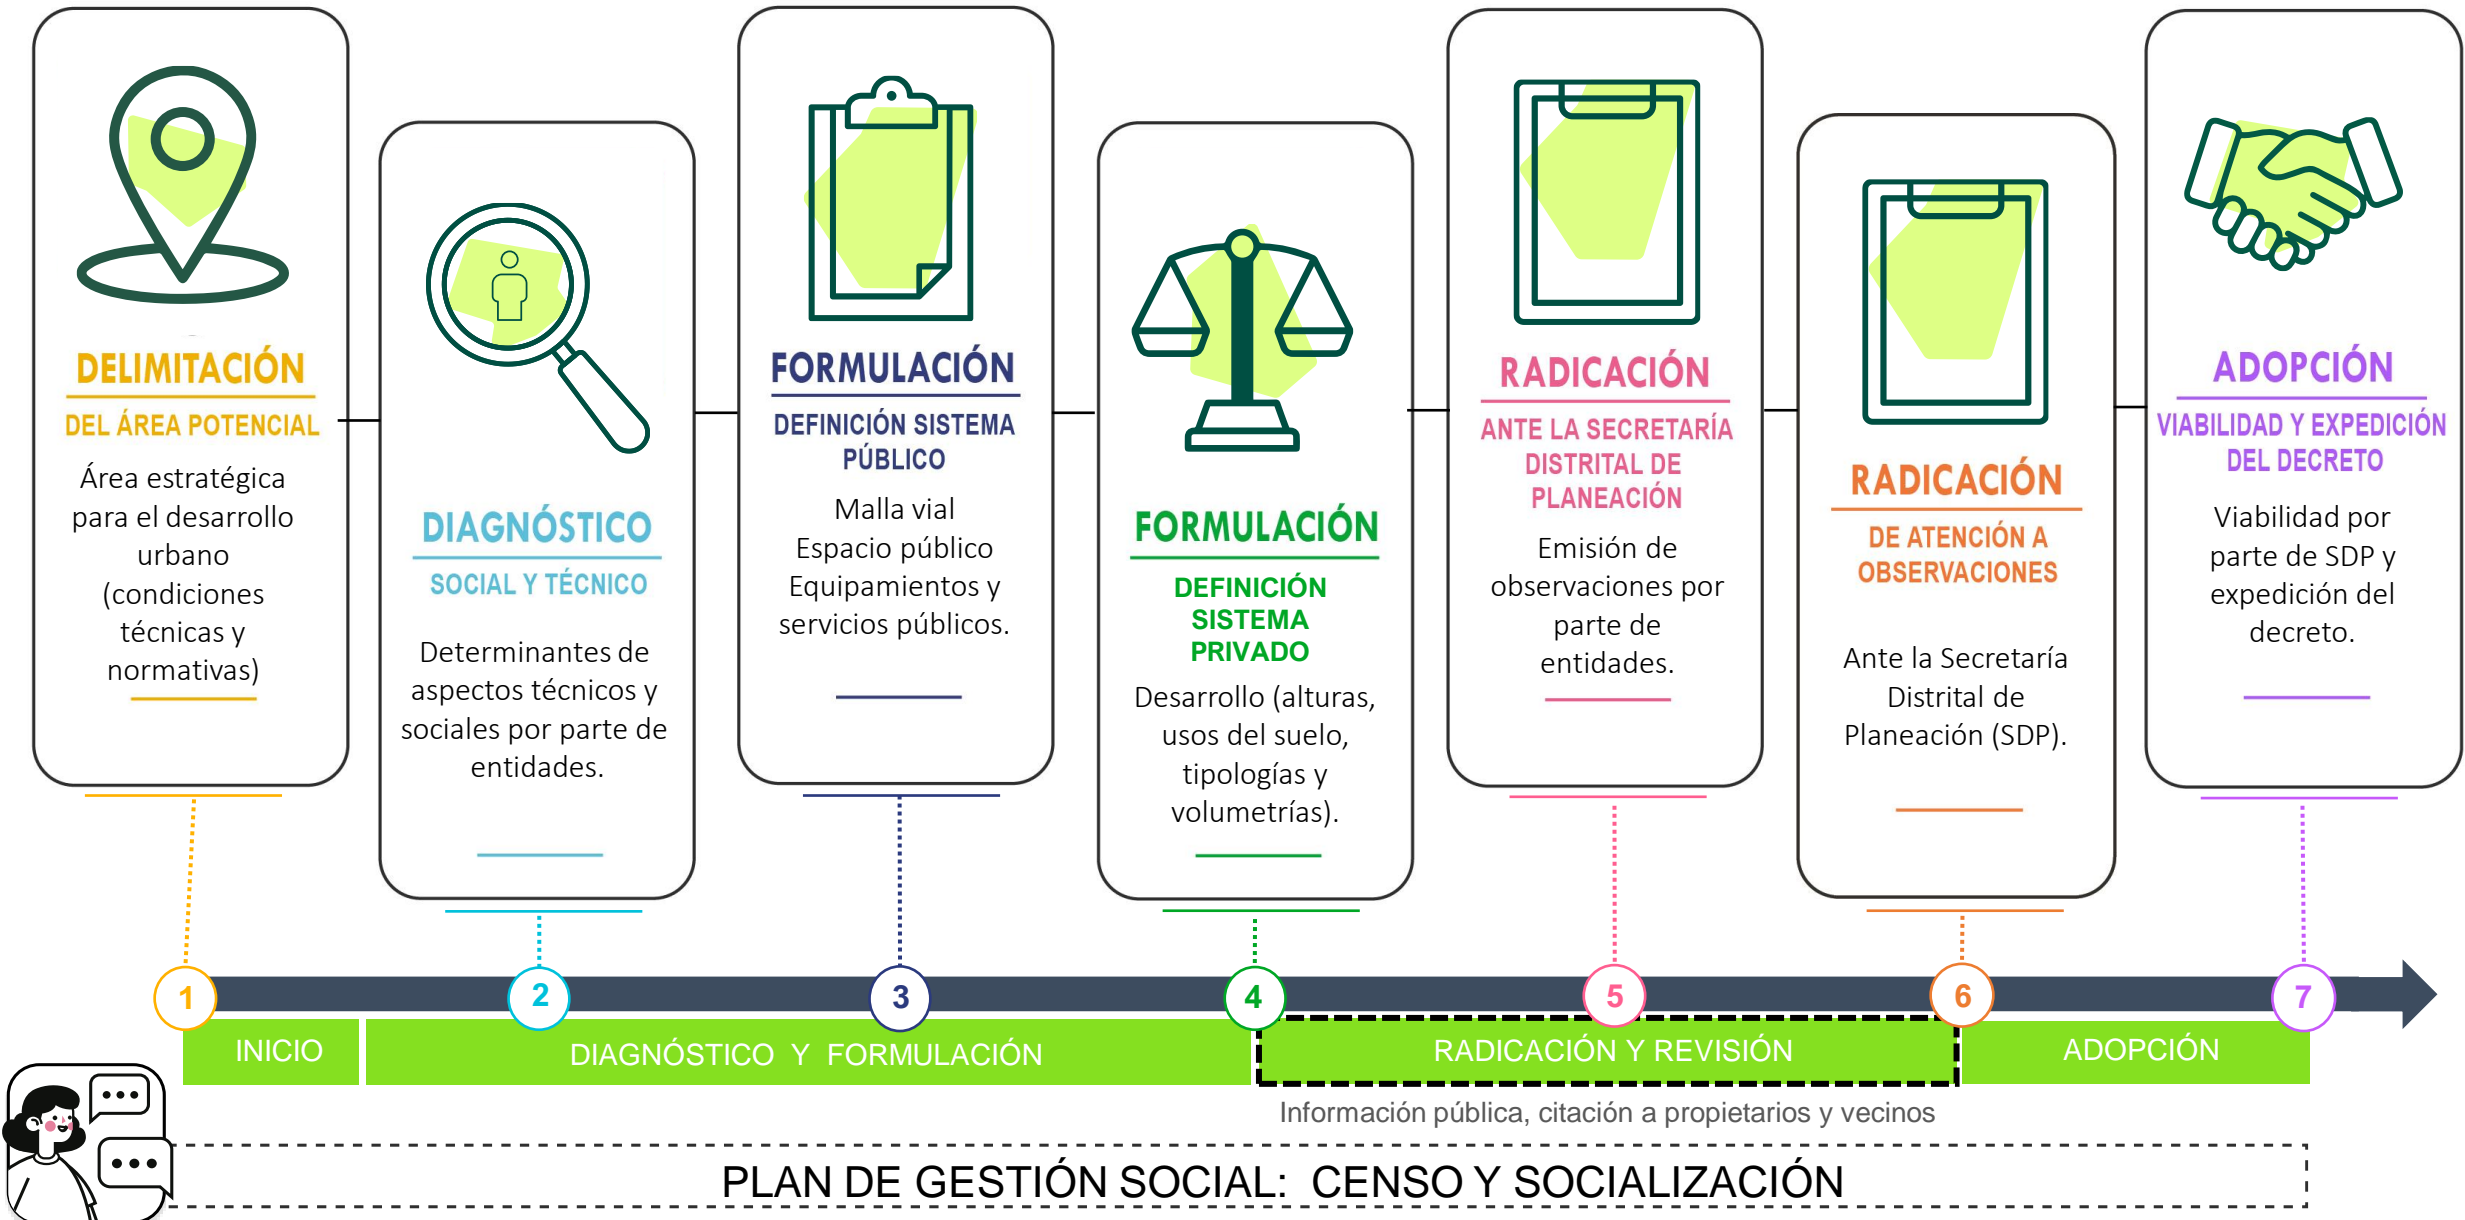 DELIMITACIÓN
DEL ÁREA POTENCIAL
Área estratégica
para el desarrollo
urbano
(condiciones
técnicas y
normativas)
DIAGNÓSTICO
SOCIAL Y TÉCNICO
Determinantes de
aspectos técnicos y
sociales por parte de
entidades.
FORMULACIÓN
DEFINICIÓN SISTEMA
PÚBLICO
Malla vial
Espacio público
Equipamientos y
servicios públicos.
FORMULACIÓN
DEFINICIÓN
SISTEMA
PRIVADO
Desarrollo (alturas,
usos del suelo,
tipologías y
volumetrías).
RADICACIÓN
ANTE LA SECRETARÍA
DISTRITAL DE
PLANEACIÓN
Emisión de
observaciones por
parte de
entidades.
RADICACIÓN
DE ATENCIÓN A
OBSERVACIONES
Ante la Secretaría
Distrital de
Planeación (SDP).
ADOPCIÓN
VIABILIDAD Y EXPEDICIÓN
DEL DECRETO
Viabilidad por
parte de SDP y
expedición del
decreto.
1
2
3
4
5
6
7
INICIO
DIAGNÓSTICO Y FORMULACIÓN
RADICACIÓN Y REVISIÓN
ADOPCIÓN
Información pública, citación a propietarios y vecinos
PLAN DE GESTIÓN SOCIAL: CENSO Y SOCIALIZACIÓN